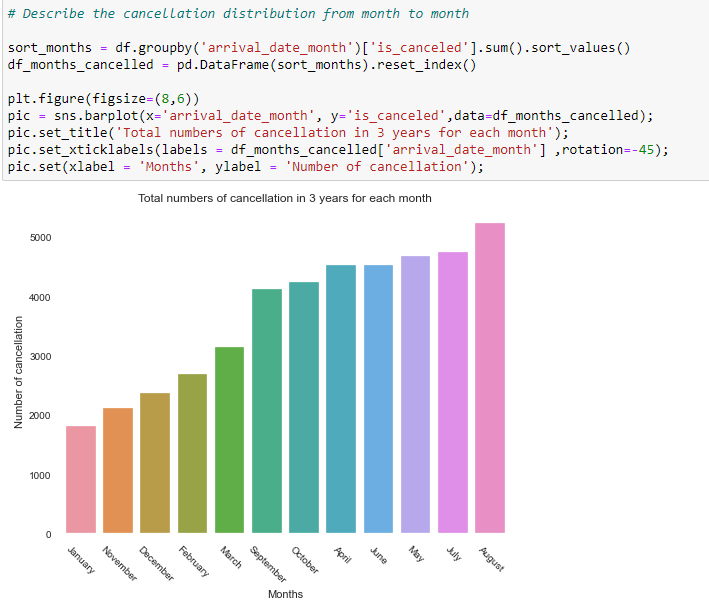 # Describe the cancellation distribution from month to month
sort_months = df.groupby('arrival_date_month')['is_canceled'].sum().sort_values()
df_months_cancelled = pd.DataFrame(sort_months).reset_index()
plt.figure(figsize=(8,6))
pic = sns.barplot(x='arrival_date_month', y='is_canceled',data=df_months_cancelled);
pic.set_title('Total numbers of cancellation in 3 years for each month');
pic.set_xticklabels(labels = df_months_cancelled['arrival_date_month'] ,rotation=-45);
pic.set(xlabel = 'Months', ylabel = 'Number of cancellation');
Total numbers of cancellation in 3 years for each month
Number of cancellation
5000
4000
3000
2000
1000
0
January
November
December
February
March
September
October
April
June
May
July
August
Months